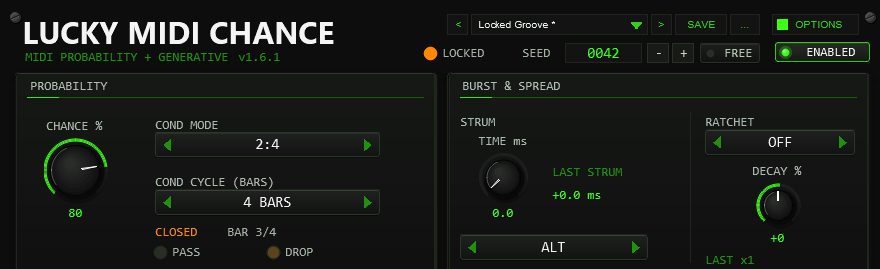 LUCKY MIDI CHANCE
MIDI PROBABILITY + GENERATIVE v1.6.1
< Locked Groove * > SAVE ... OPTIONS
LOCKED SEED 0042 - + FREE ENABLED
PROBABILITY
CHANCE %
80
COND MODE
2:4
COND CYCLE (BARS)
4 BARS
CLOSED BAR 3/4
PASS DROP
BURST & SPREAD
STRUM
TIME ms
0.0
LAST STRUM
+0.0 ms
ALT
RATCHET
OFF
DECAY %
+0
LAST x1